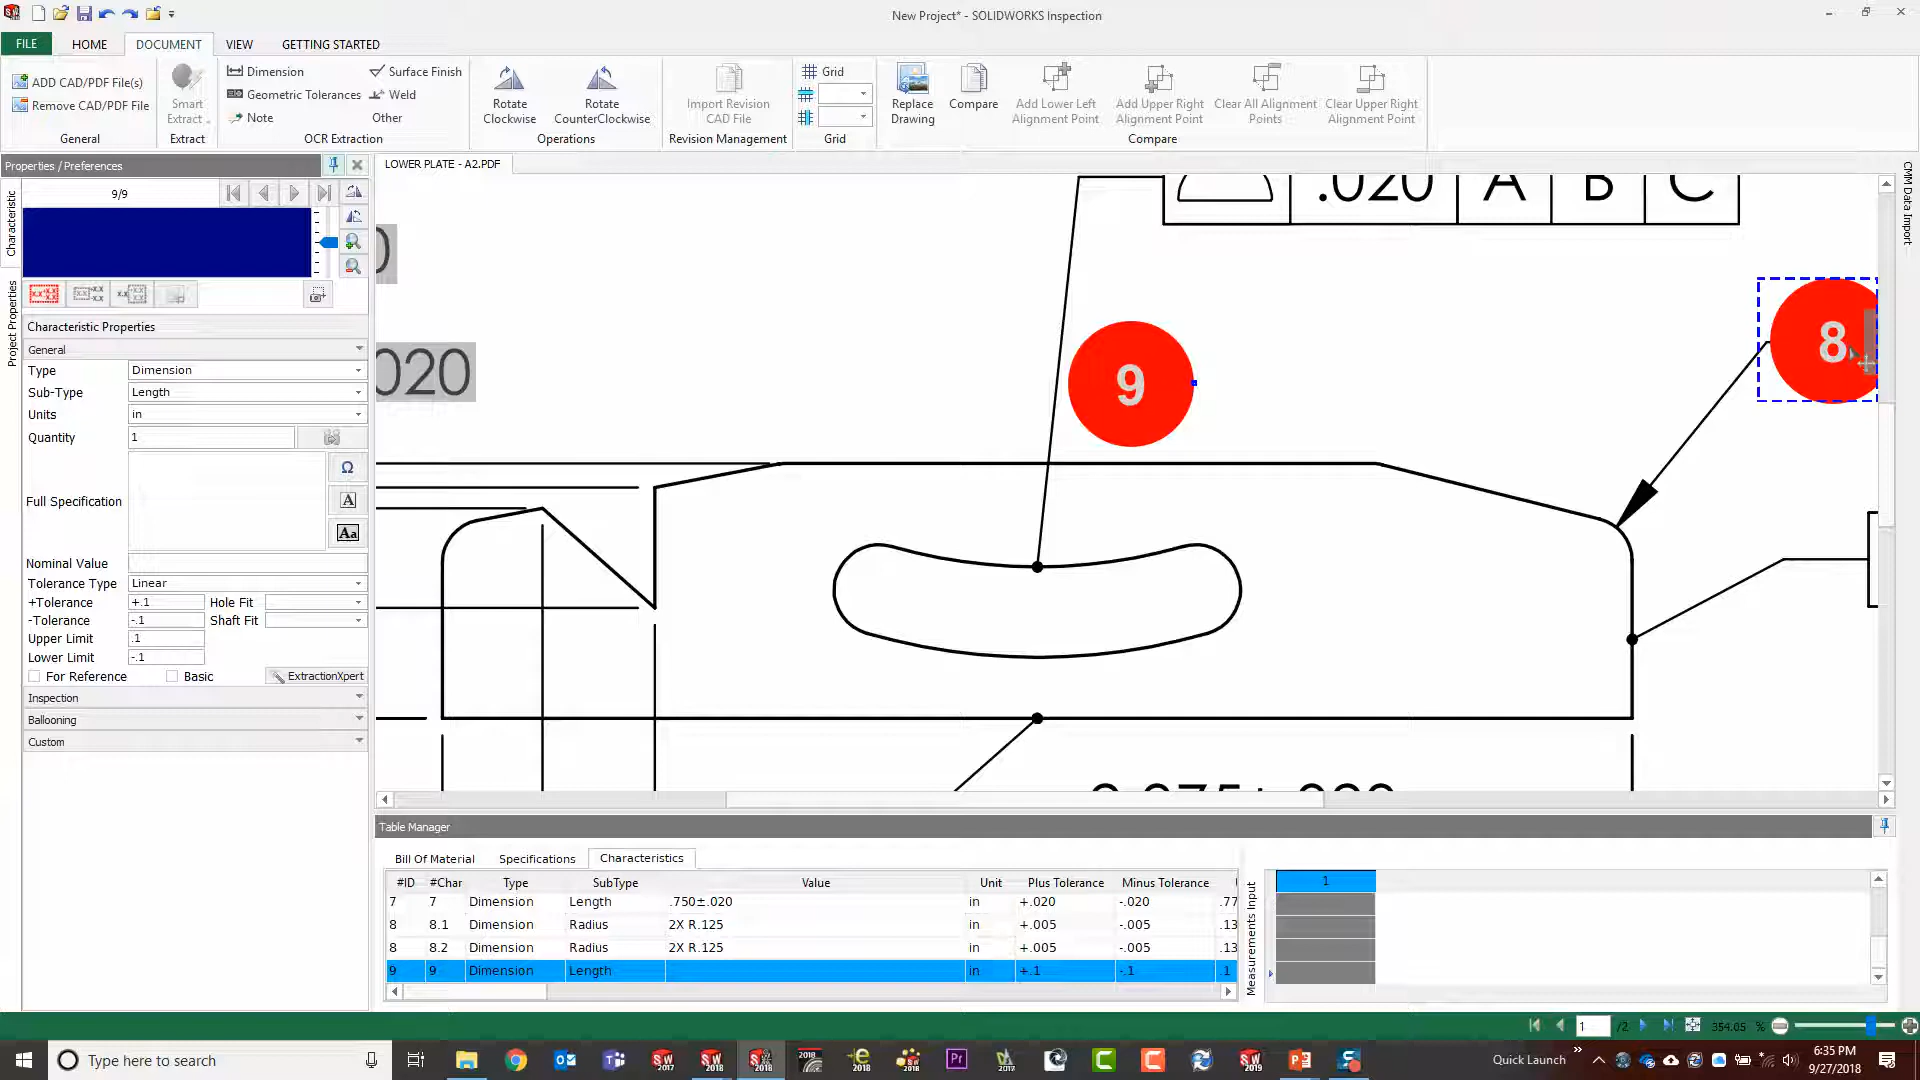 New Project* - SOLIDWORKS Inspection
FILE
HOME
DOCUMENT
VIEW
GETTING STARTED
ADD CAD/PDF File(s)
Remove CAD/PDF File
General
Smart
Extract
Extract
Dimension
Geometric Tolerances
Note
Surface Finish
Weld
Other
OCR Extraction
Rotate
Clockwise
Rotate
CounterClockwise
Operations
Import Revision
CAD File
Revision Management
Grid
Grid
Replace
Drawing
Compare
Add Lower Left
Alignment Point
Add Upper Right
Alignment Point
Clear All Alignment
Points
Clear Upper Right
Alignment Point
Compare
Properties / Preferences
LOWER PLATE - A2.PDF
CMM Data Import
Characteristic
Project Properties
9/9
Characteristic Properties
General
Type Dimension
Sub-Type Length
Units in
Quantity 1
Full Specification
Nominal Value
Tolerance Type Linear
+Tolerance +.1 Hole Fit
-Tolerance -.1 Shaft Fit
Upper Limit .1
Lower Limit -.1
For Reference Basic ExtractionXpert
Inspection
Ballooning
Custom
.020 A B C
020
9
8
Table Manager
Bill Of Material Specifications Characteristics
#ID #Char Type SubType Value Unit Plus Tolerance Minus Tolerance
7 7 Dimension Length .750±.020 in +.020 -.020 .77
8 8.1 Dimension Radius 2X R.125 in +.005 -.005 .13
8 8.2 Dimension Radius 2X R.125 in +.005 -.005 .13
9 9 Dimension Length in +.1 -.1 .1
Measurements Input
1
1 /2 354.05 %
Type here to search
Quick Launch
6:35 PM
9/27/2018